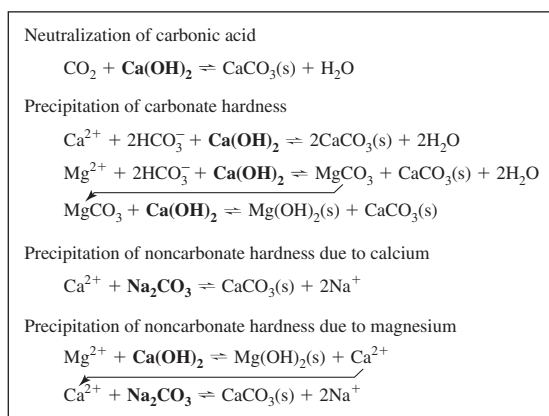 Neutralization of carbonic acid
CO₂ + Ca(OH)₂ ⇌ CaCO₃(s) + H₂O
Precipitation of carbonate hardness
Ca²⁺ + 2HCO₃⁻ + Ca(OH)₂ ⇌ 2CaCO₃(s) + 2H₂O
Mg²⁺ + 2HCO₃⁻ + Ca(OH)₂ ⇌ MgCO₃ + CaCO₃(s) + 2H₂O
MgCO₃ + Ca(OH)₂ ⇌ Mg(OH)₂(s) + CaCO₃(s)
Precipitation of noncarbonate hardness due to calcium
Ca²⁺ + Na₂CO₃ ⇌ CaCO₃(s) + 2Na⁺
Precipitation of noncarbonate hardness due to magnesium
Mg²⁺ + Ca(OH)₂ ⇌ Mg(OH)₂(s) + Ca²⁺
Ca²⁺ + Na₂CO₃ ⇌ CaCO₃(s) + 2Na⁺